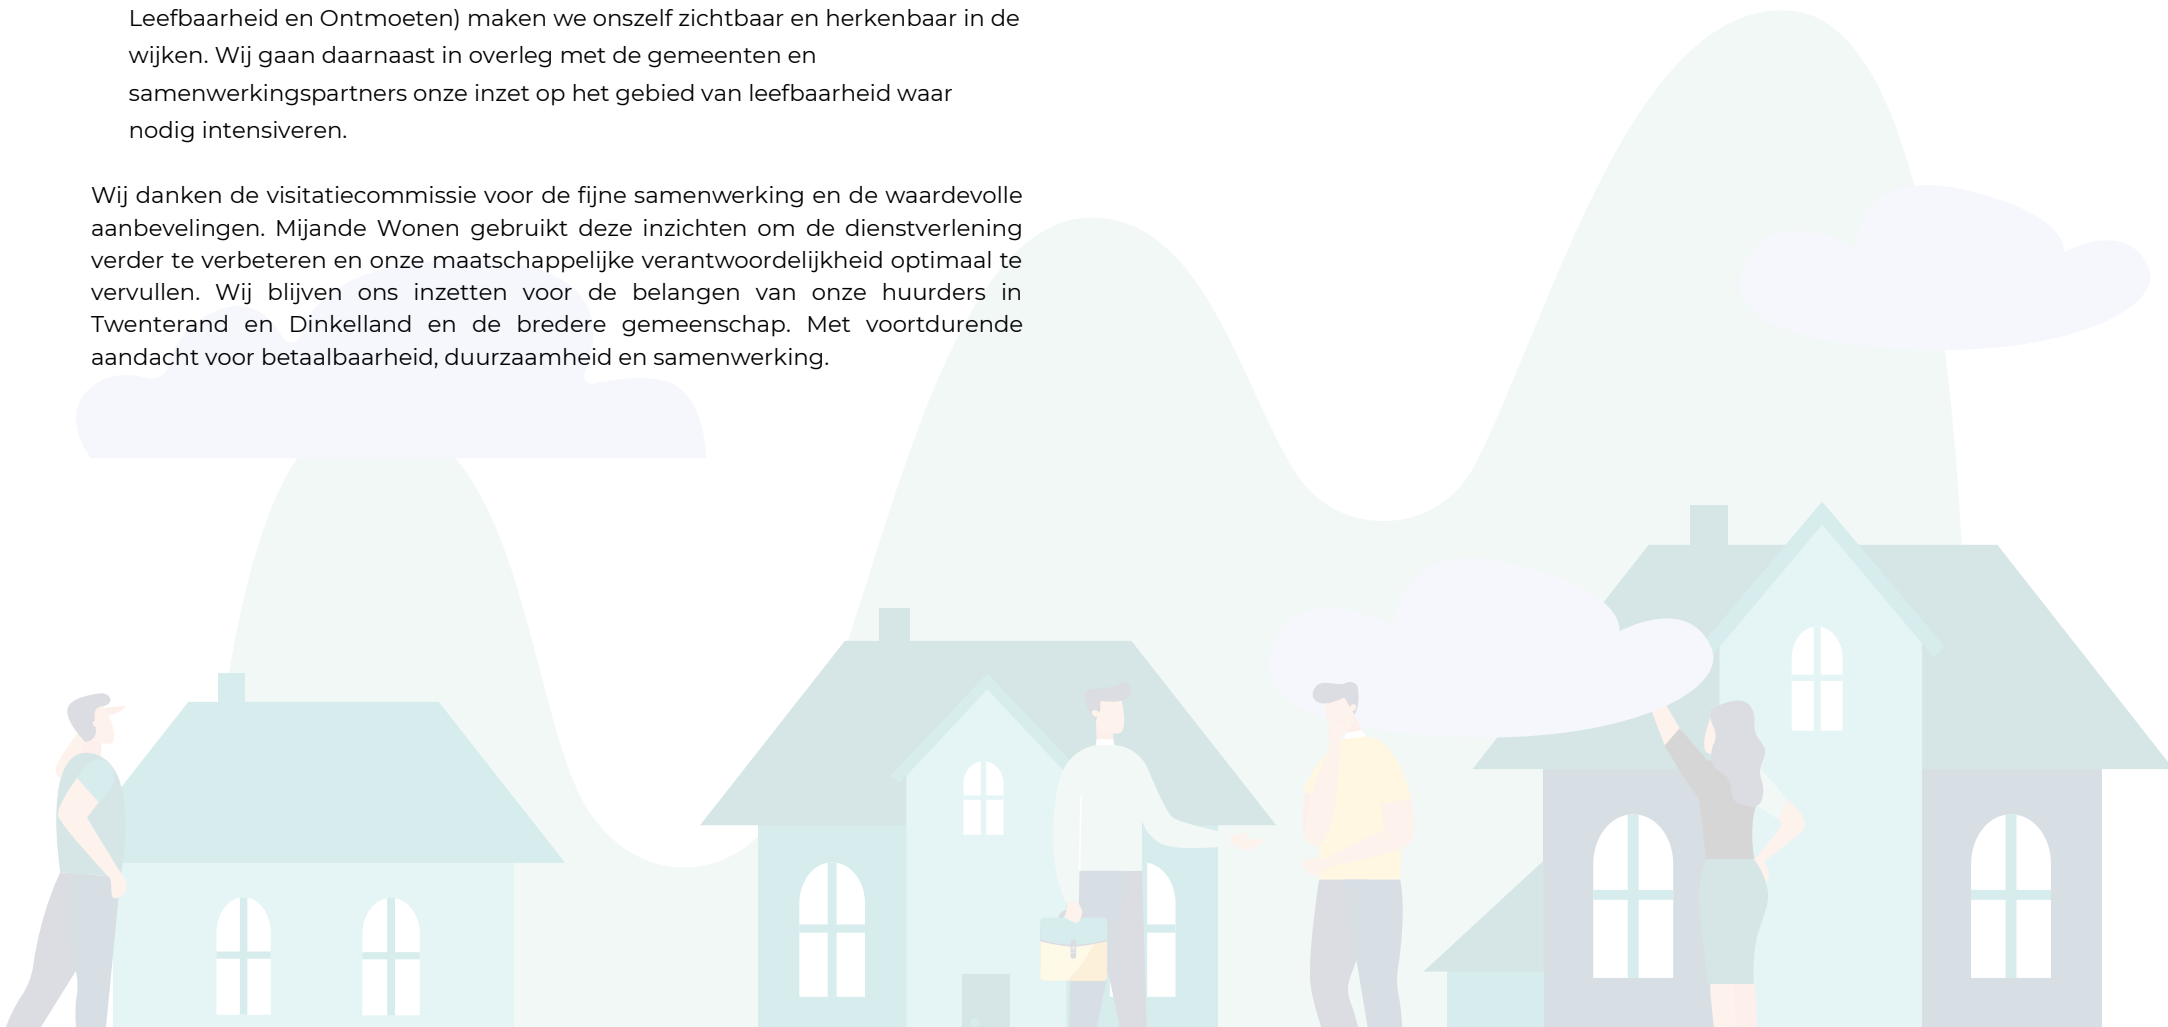 Leefbaarheid en Ontmoeten) maken we onszelf zichtbaar en herkenbaar in de
wijken. Wij gaan daarnaast in overleg met de gemeenten en
samenwerkingspartners onze inzet op het gebied van leefbaarheid waar
nodig intensiveren.
Wij danken de visitatiecommissie voor de fijne samenwerking en de waardevolle
aanbevelingen. Mijande Wonen gebruikt deze inzichten om de dienstverlening
verder te verbeteren en onze maatschappelijke verantwoordelijkheid optimaal te
vervullen. Wij blijven ons inzetten voor de belangen van onze huurders in
Twenterand en Dinkelland en de bredere gemeenschap. Met voortdurende
aandacht voor betaalbaarheid, duurzaamheid en samenwerking.